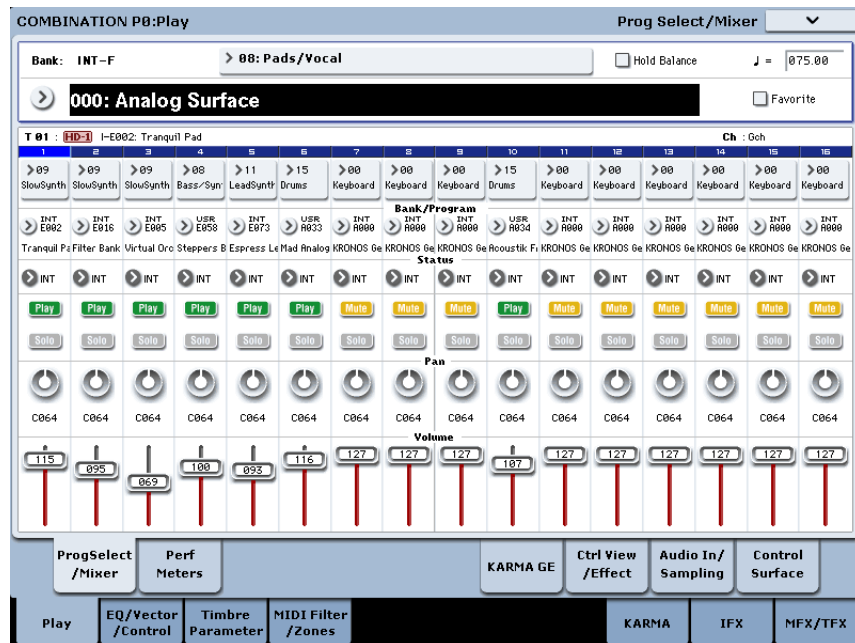 COMBINATION P0:Play Prog Select/Mixer
Bank: INT-F 08: Pads/Vocal Hold Balance ♩ = 075.00
000: Analog Surface Favorite
T 01 : HD-1 I-E002: Tranquil Pad Ch : Gch
1 2 3 4 5 6 7 8 9 10 11 12 13 14 15 16
09 09 09 08 11 15 00 00 00 15 00 00 00 00 00 00
SlowSynth SlowSynth SlowSynth Bass/Syn LeadSynth Drums Keyboard Keyboard Keyboard Drums Keyboard Keyboard Keyboard Keyboard Keyboard Keyboard
Bank/Program
INT INT INT USR INT USR INT INT INT USR INT INT INT INT INT INT
E002 E016 E005 E058 E073 A033 A000 A000 A000 A034 A000 A000 A000 A000 A000 A000
Tranquil Pa Filter Bank Virtual Orc Steppers B Espress Le Mad Analog KRONOS Ge KRONOS Ge KRONOS Ge Acoustik Fi KRONOS Ge KRONOS Ge KRONOS Ge KRONOS Ge KRONOS Ge KRONOS Ge
Status
INT INT INT INT INT INT INT INT INT INT INT INT INT INT INT INT
Play Play Play Play Play Play Mute Mute Mute Play Mute Mute Mute Mute Mute Mute
Solo Solo Solo Solo Solo Solo Solo Solo Solo Solo Solo Solo Solo Solo Solo Solo
Pan
C064 C064 C064 C064 C064 C064 C064 C064 C064 C064 C064 C064 C064 C064 C064 C064
Volume
115 095 069 100 093 116 127 127 127 107 127 127 127 127 127 127
ProgSelect Perf KARMA GE Ctrl View Audio In/ Control
/Mixer Meters /Effect Sampling Surface
Play EQ/Vector Timbre MIDI Filter KARMA IFX MFX/TFX
/Control Parameter /Zones